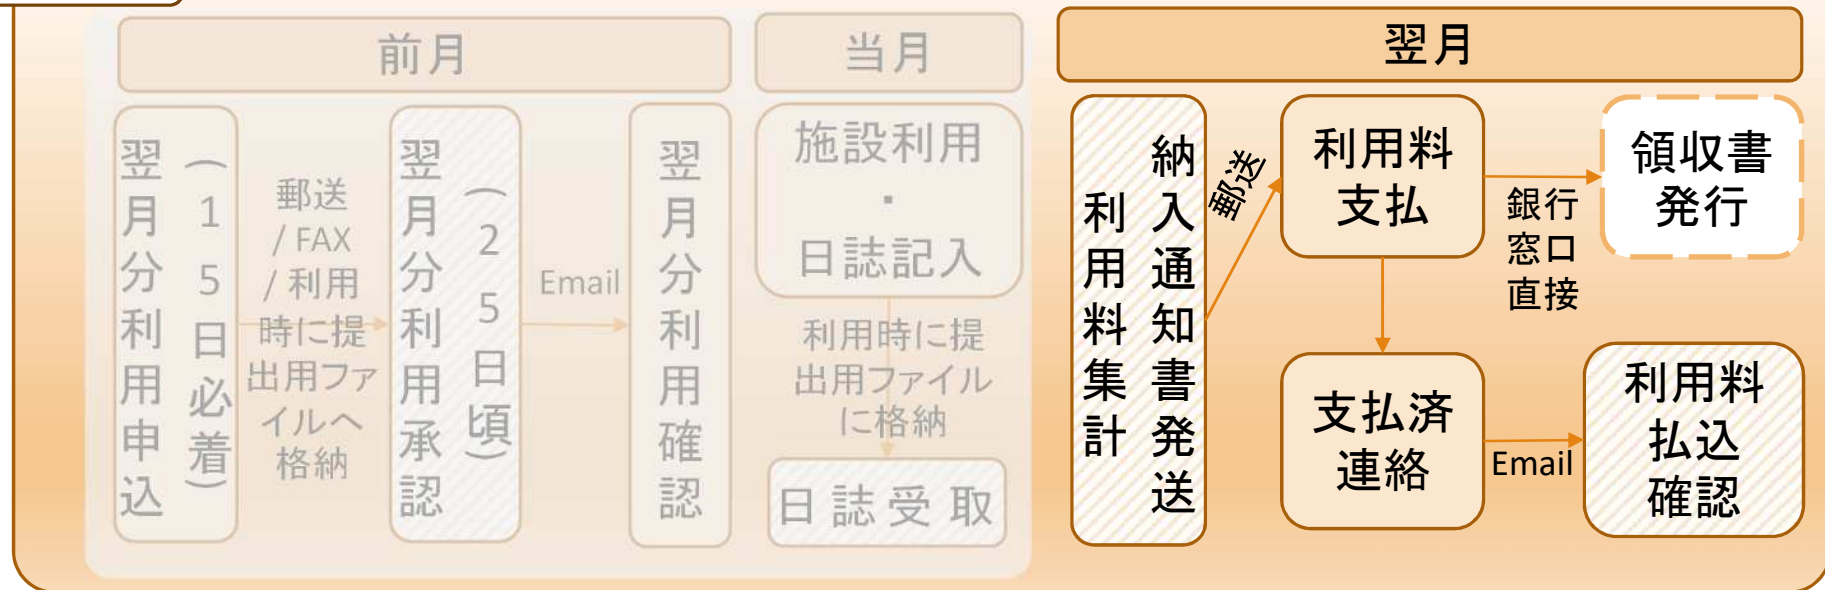 前月
翌月分利用申込
（15日必着）
郵送
/ FAX
/ 利用
時に提
出用ファ
イルへ
格納
翌月分利用承認
（25日頃）
Email
翌月分利用確認
当月
施設利用
・
日誌記入
利用時に提
出用ファイル
に格納
日誌受取
翌月
納入通知書発送
利用料集計
郵送
利用料
支払
銀行
窓口
直接
領収書
発行
支払済
連絡
Email
利用料
払込
確認